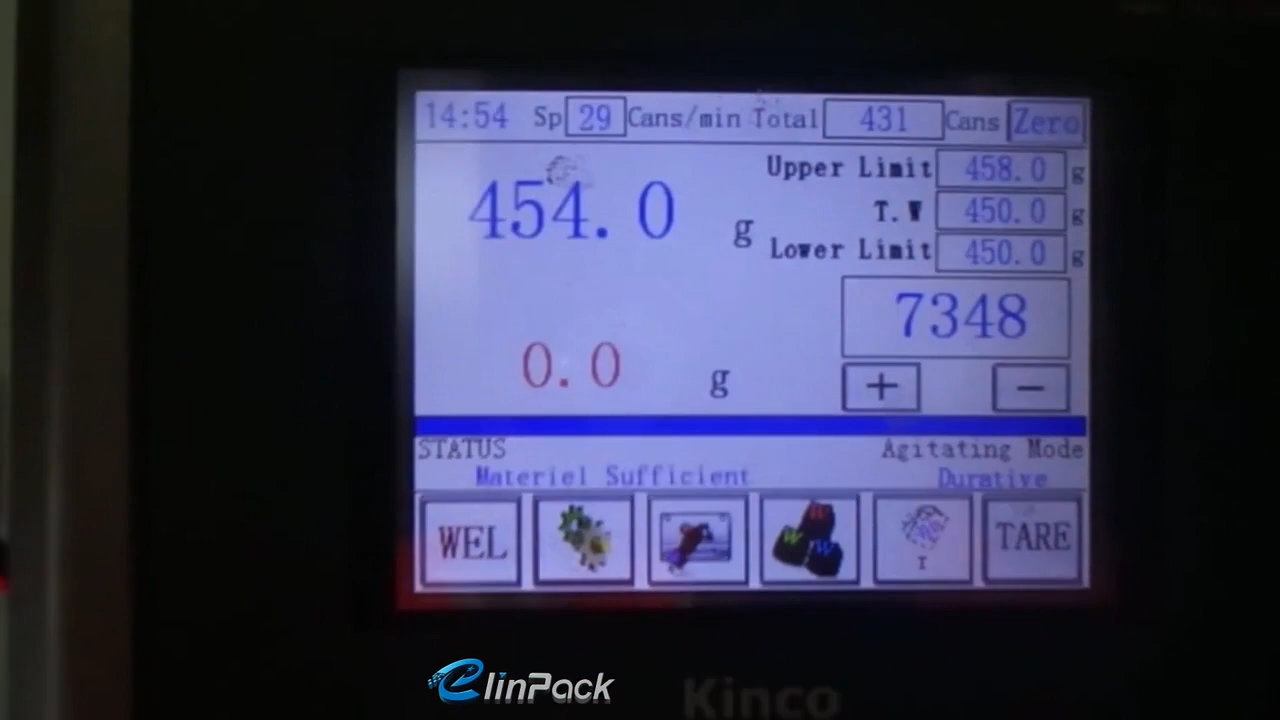 14:54 Sp 29 Cans/min Total 431 Cans Zero
Upper Limit 458.0 g
454.0 g
T.W 450.0 g
Lower Limit 450.0 g
7348
0.0 g
+ −
STATUS Agitating Mode
Materiel Sufficient Durative
WEL W W W T TARE
ElinPack
Kinco